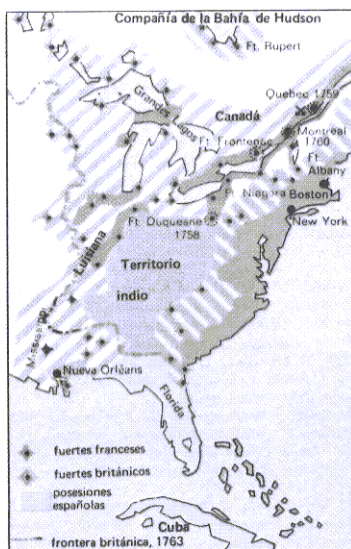 Compañía de la Bahía de Hudson
Ft. Rupert
Grandes Lagos
Canadá
Quebec 1759
Ft. Frontenac
Montreal
1760
Ft.
Albany
Ft. Niagara
Boston
New York
Ft. Duquesne
1758
Luisiana
Territorio
indio
Mississippi
Nueva Orléans
Florida
fuertes franceses
fuertes británicos
posesiones
españolas
Cuba
frontera británica, 1763